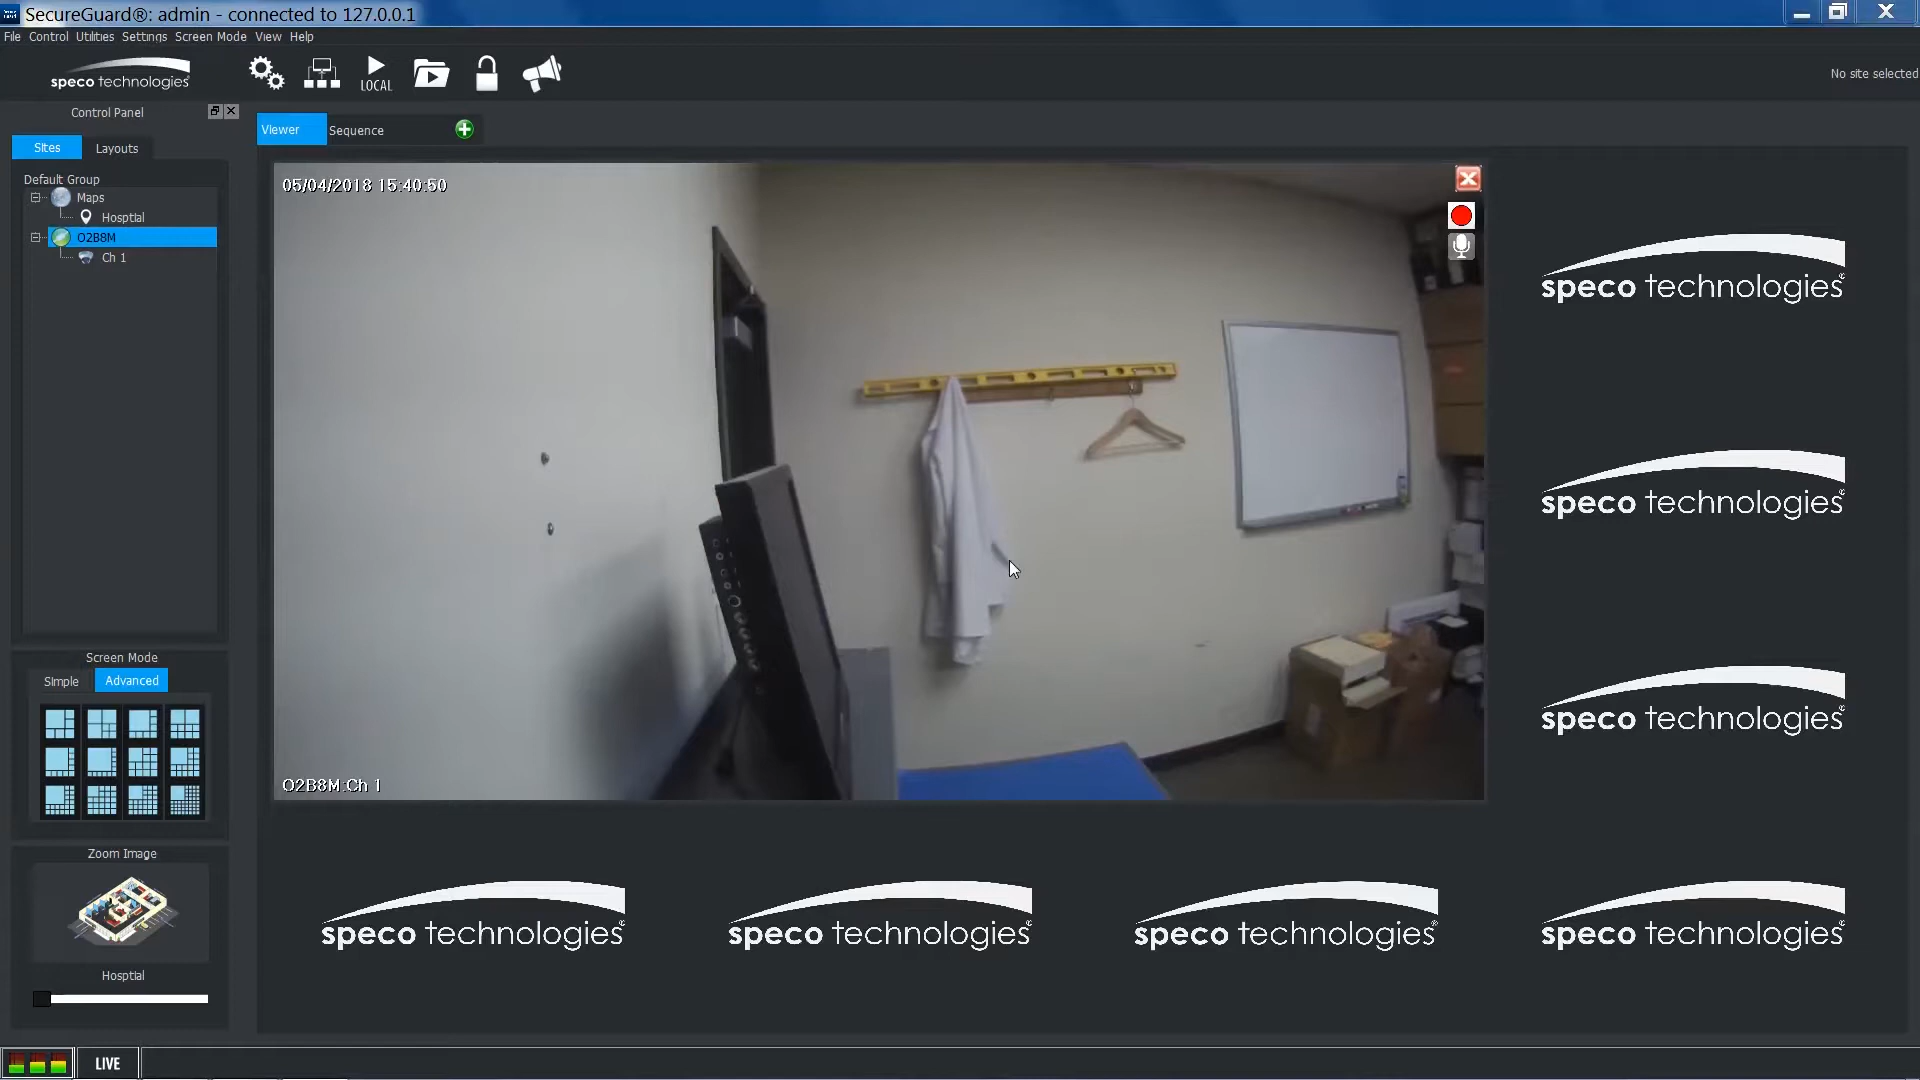 SecureGuard®: admin - connected to 127.0.0.1
File Control Utilities Settings Screen Mode View Help
speco technologies®
LOCAL
No site selected
Control Panel
Sites Layouts
Viewer Sequence
Default Group
Maps
Hosptial
O2B8M
Ch 1
05/04/2018 15:40:50
O2B8M:Ch 1
speco technologies®
speco technologies®
speco technologies®
Screen Mode
Simple Advanced
Zoom Image
Hosptial
speco technologies®
speco technologies®
speco technologies®
speco technologies®
LIVE